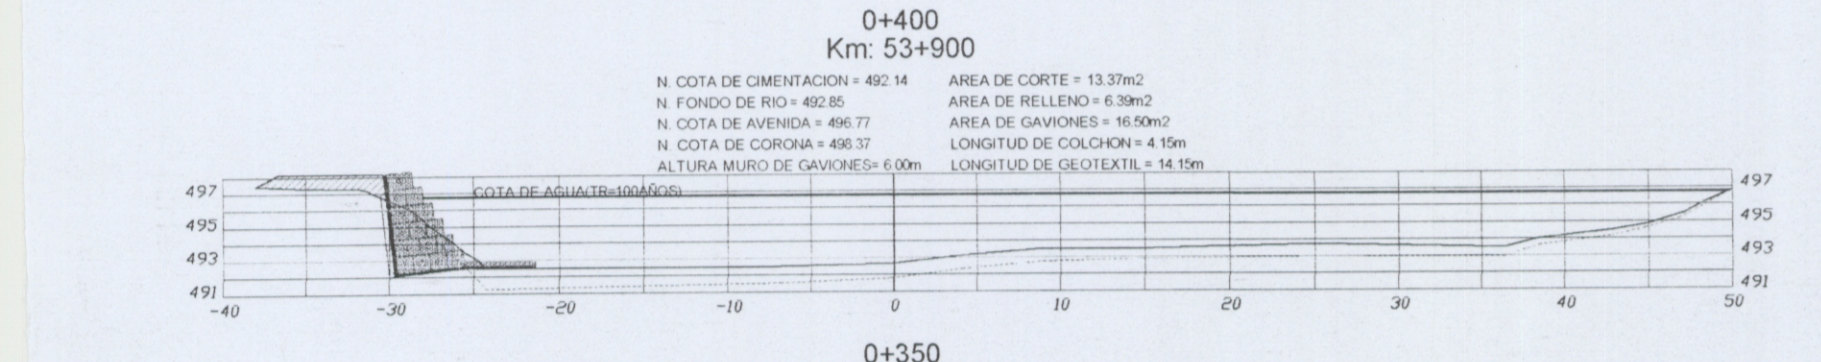 0+400
Km: 53+900
N. COTA DE CIMENTACION = 492.14 AREA DE CORTE = 13.37m2
N. FONDO DE RIO = 492.85 AREA DE RELLENO = 6.39m2
N. COTA DE AVENIDA = 496.77 AREA DE GAVIONES = 16.50m2
N. COTA DE CORONA = 498.37 LONGITUD DE COLCHON = 4.15m
ALTURA MURO DE GAVIONES= 6.00m LONGITUD DE GEOTEXTIL = 14.15m
497 COTA DE AGUA(TR=100AÑOS) 497
495 495
493 493
491 491
-40 -30 -20 -10 0 10 20 30 40 50
0+350